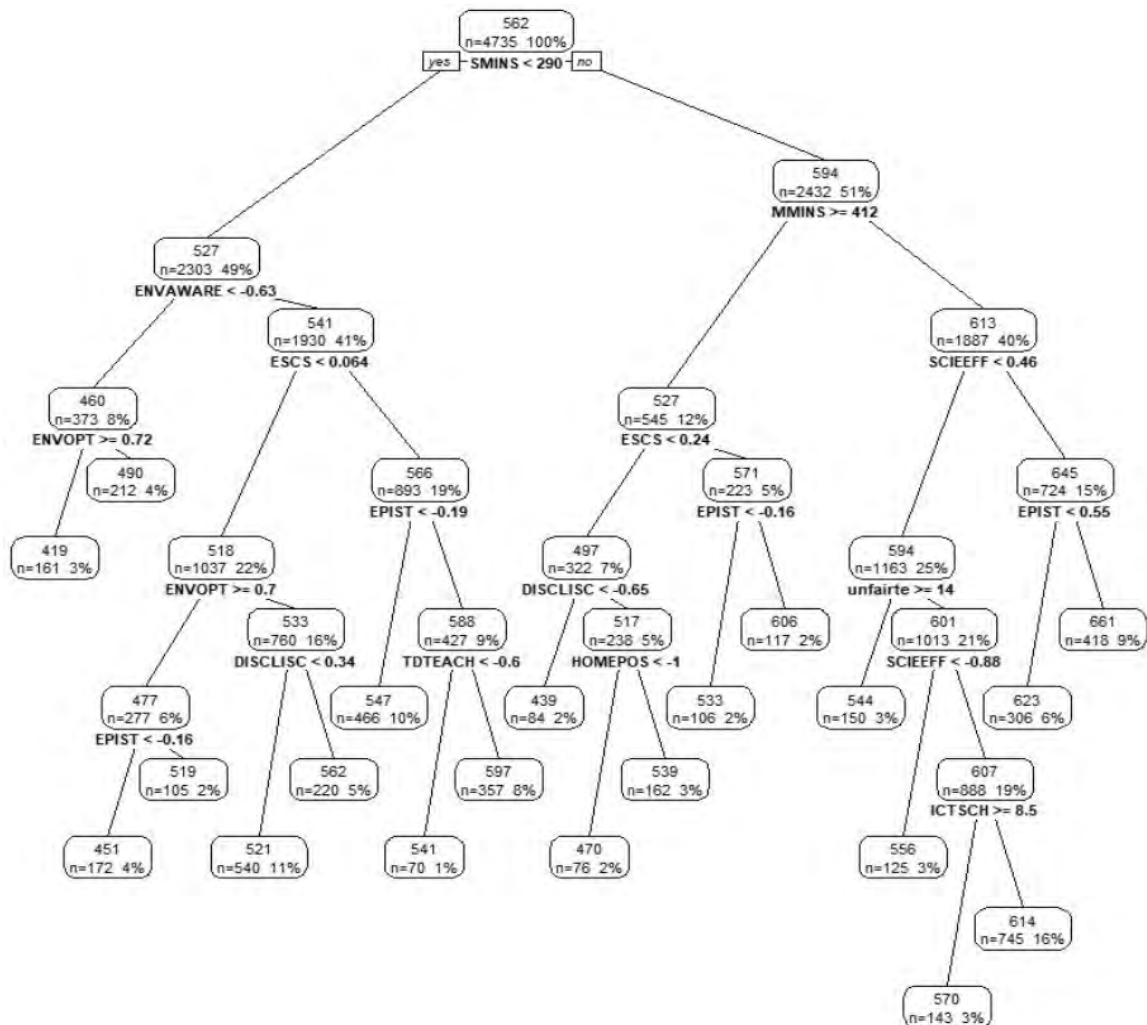 562
n=4735 100%
yes SMINS < 290 no
594
n=2432 51%
MMINS >= 412
527
n=2303 49%
ENVAWARE < -0.63
541
n=1930 41%
ESCS < 0.064
613
n=1887 40%
SCIEEFF < 0.46
460
n=373 8%
ENVOPT >= 0.72
527
n=545 12%
ESCS < 0.24
490
n=212 4%
566
n=893 19%
EPIST < -0.19
571
n=223 5%
EPIST < -0.16
645
n=724 15%
EPIST < 0.55
419
n=161 3%
518
n=1037 22%
ENVOPT >= 0.7
497
n=322 7%
DISCLISC < -0.65
594
n=1163 25%
unfairte >= 14
533
n=760 16%
DISCLISC < 0.34
588
n=427 9%
TDTEACH < -0.6
517
n=238 5%
HOMEPOS < -1
606
n=117 2%
601
n=1013 21%
SCIEEFF < -0.88
661
n=418 9%
477
n=277 6%
EPIST < -0.16
547
n=466 10%
439
n=84 2%
533
n=106 2%
544
n=150 3%
623
n=306 6%
519
n=105 2%
562
n=220 5%
597
n=357 8%
539
n=162 3%
607
n=888 19%
ICTSCH >= 8.5
451
n=172 4%
521
n=540 11%
541
n=70 1%
470
n=76 2%
556
n=125 3%
614
n=745 16%
570
n=143 3%